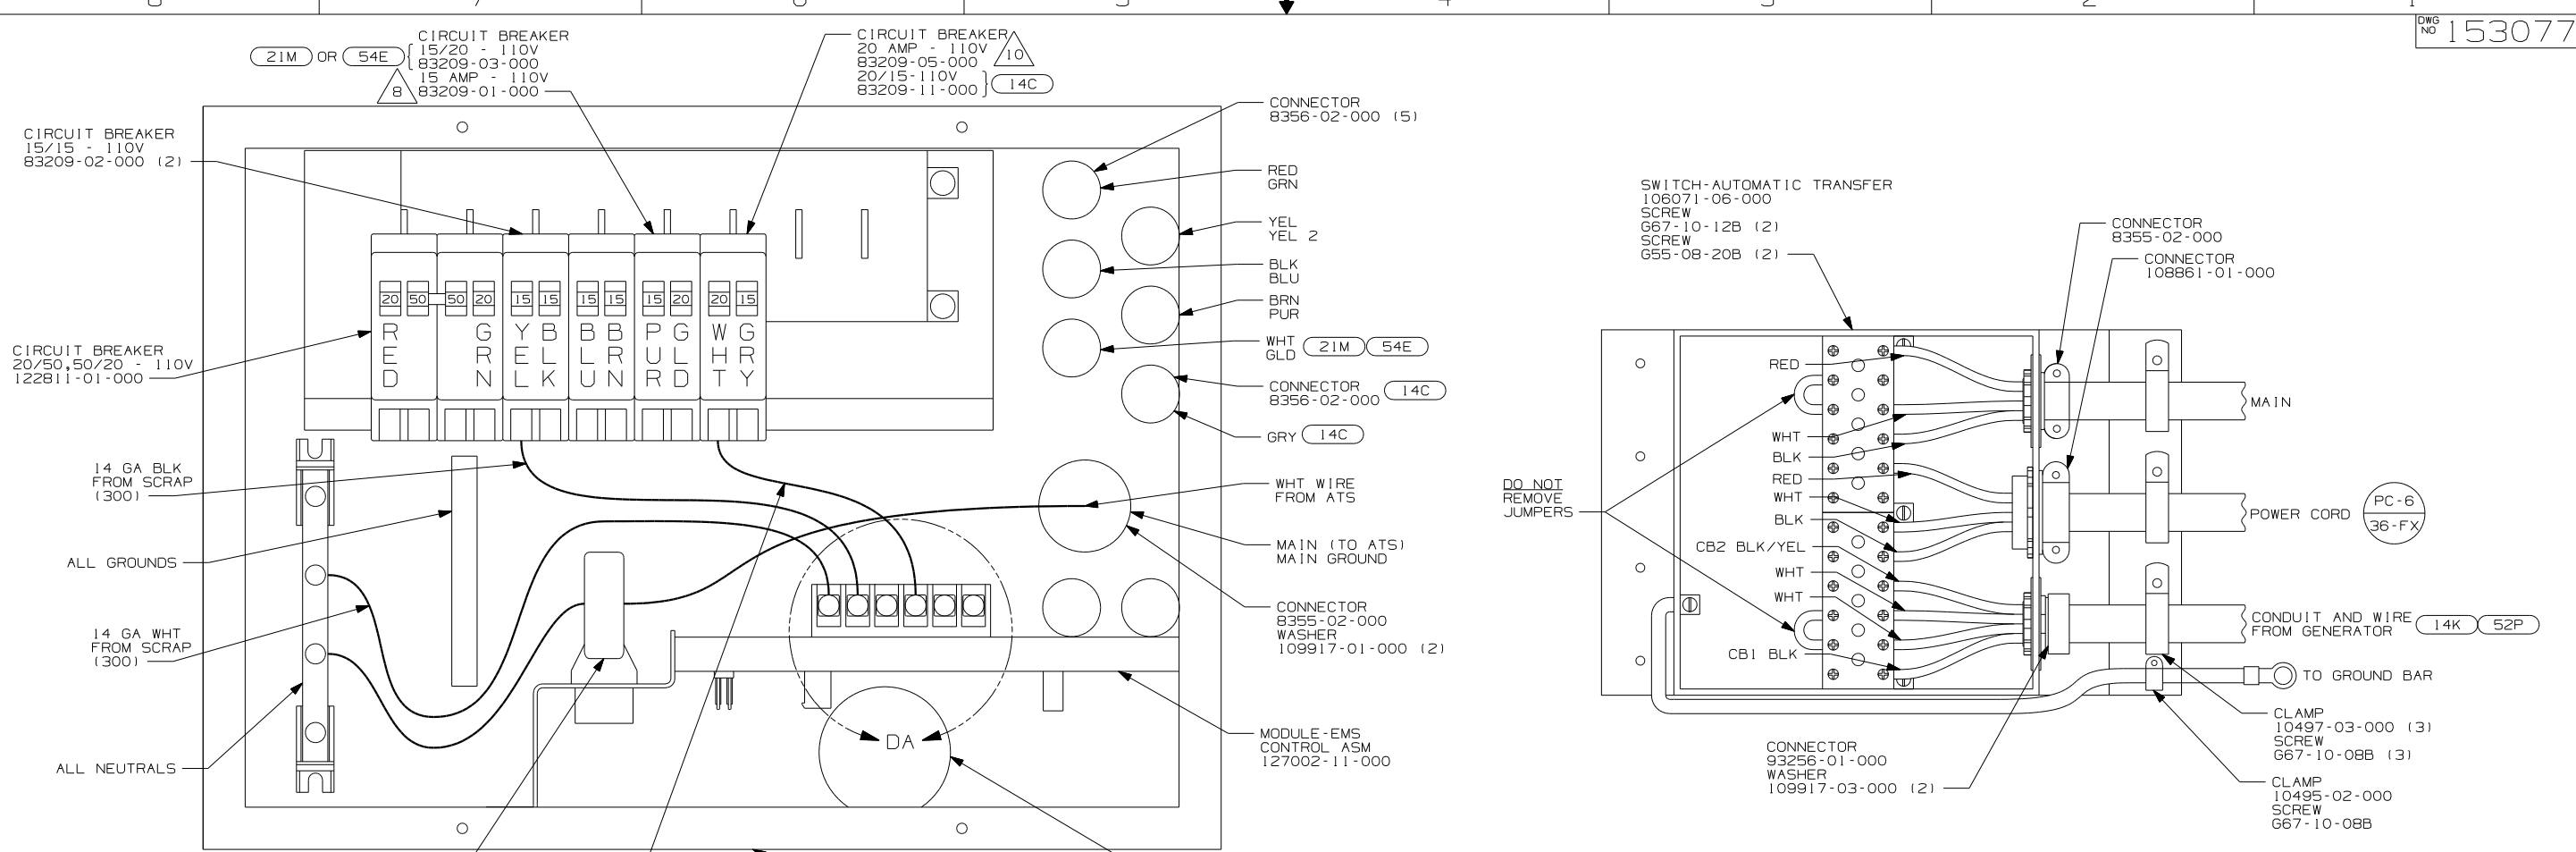 DWG
NO 153077
21M OR 54E
CIRCUIT BREAKER
15/20 - 110V
83209-03-000
8
15 AMP - 110V
83209-01-000
CIRCUIT BREAKER
20 AMP - 110V
83209-05-000
10
20/15-110V
83209-11-000
14C
CIRCUIT BREAKER
15/15 - 110V
83209-02-000 (2)
CIRCUIT BREAKER
20/50,50/20 - 110V
122811-01-000
20 50 50 20 15 15 15 15 15 20 20 15
RED
GRN
YEL
BLK
BLU
BRN
PUR
GLD
WHT
GRY
CONNECTOR
8356-02-000 (5)
RED
GRN
YEL
YEL 2
BLK
BLU
BRN
PUR
WHT
GLD
21M 54E
CONNECTOR
8356-02-000
14C
GRY 14C
WHT WIRE
FROM ATS
MAIN (TO ATS)
MAIN GROUND
CONNECTOR
8355-02-000
WASHER
109917-01-000 (2)
MODULE-EMS
CONTROL ASM
127002-11-000
14 GA BLK
FROM SCRAP
(300)
ALL GROUNDS
14 GA WHT
FROM SCRAP
(300)
ALL NEUTRALS
DA
SWITCH-AUTOMATIC TRANSFER
106071-06-000
SCREW
G67-10-12B (2)
SCREW
G55-08-20B (2)
CONNECTOR
8355-02-000
CONNECTOR
108861-01-000
RED
WHT
BLK
RED
WHT
BLK
CB2 BLK/YEL
WHT
WHT
CB1 BLK
DO NOT
REMOVE
JUMPERS
MAIN
POWER CORD
PC-6
36-FX
CONDUIT AND WIRE
FROM GENERATOR
14K 52P
TO GROUND BAR
CLAMP
10497-03-000 (3)
SCREW
G67-10-08B (3)
CLAMP
10495-02-000
SCREW
G67-10-08B
CONNECTOR
93256-01-000
WASHER
109917-03-000 (2)